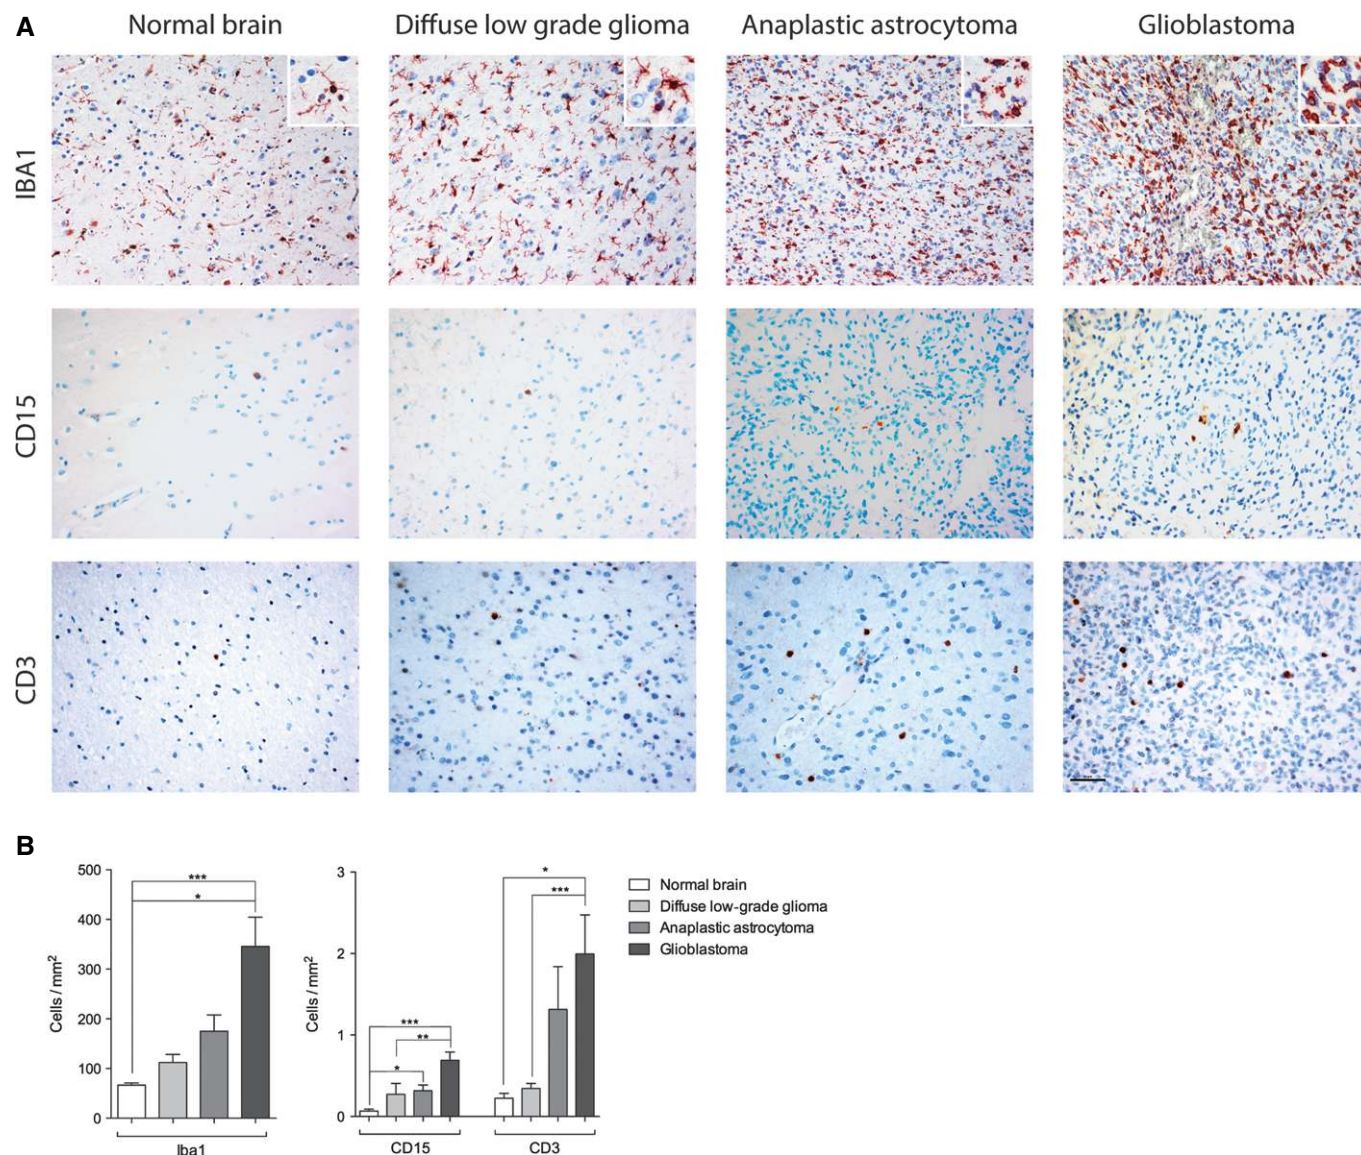 A
Normal brain
Diffuse low grade glioma
Anaplastic astrocytoma
Glioblastoma
IBA1
CD15
CD3
B
500
400
300
200
100
0
Cells / mm²
***
*
Iba1
3
2
1
0
Cells / mm²
***
**
*
CD15
*
***
CD3
Normal brain
Diffuse low-grade glioma
Anaplastic astrocytoma
Glioblastoma